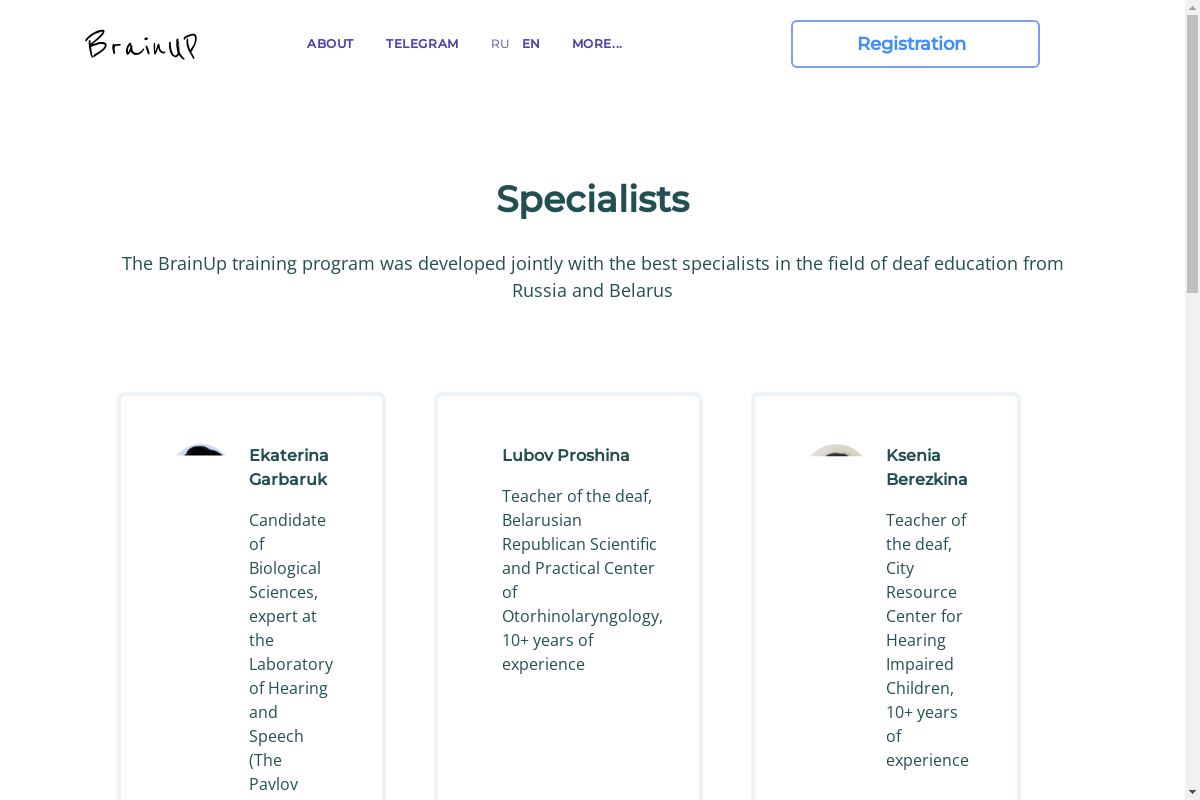 BrainUP
ABOUT
TELEGRAM
RU
EN
MORE...
Registration
Specialists
The BrainUp training program was developed jointly with the best specialists in the field of deaf education from
Russia and Belarus
Ekaterina
Garbaruk
Candidate
of
Biological
Sciences,
expert at
the
Laboratory
of Hearing
and
Speech
(The
Pavlov
Lubov Proshina
Teacher of the deaf,
Belarusian
Republican Scientific
and Practical Center
of
Otorhinolaryngology,
10+ years of
experience
Ksenia
Berezkina
Teacher of
the deaf,
City
Resource
Center for
Hearing
Impaired
Children,
10+ years
of
experience